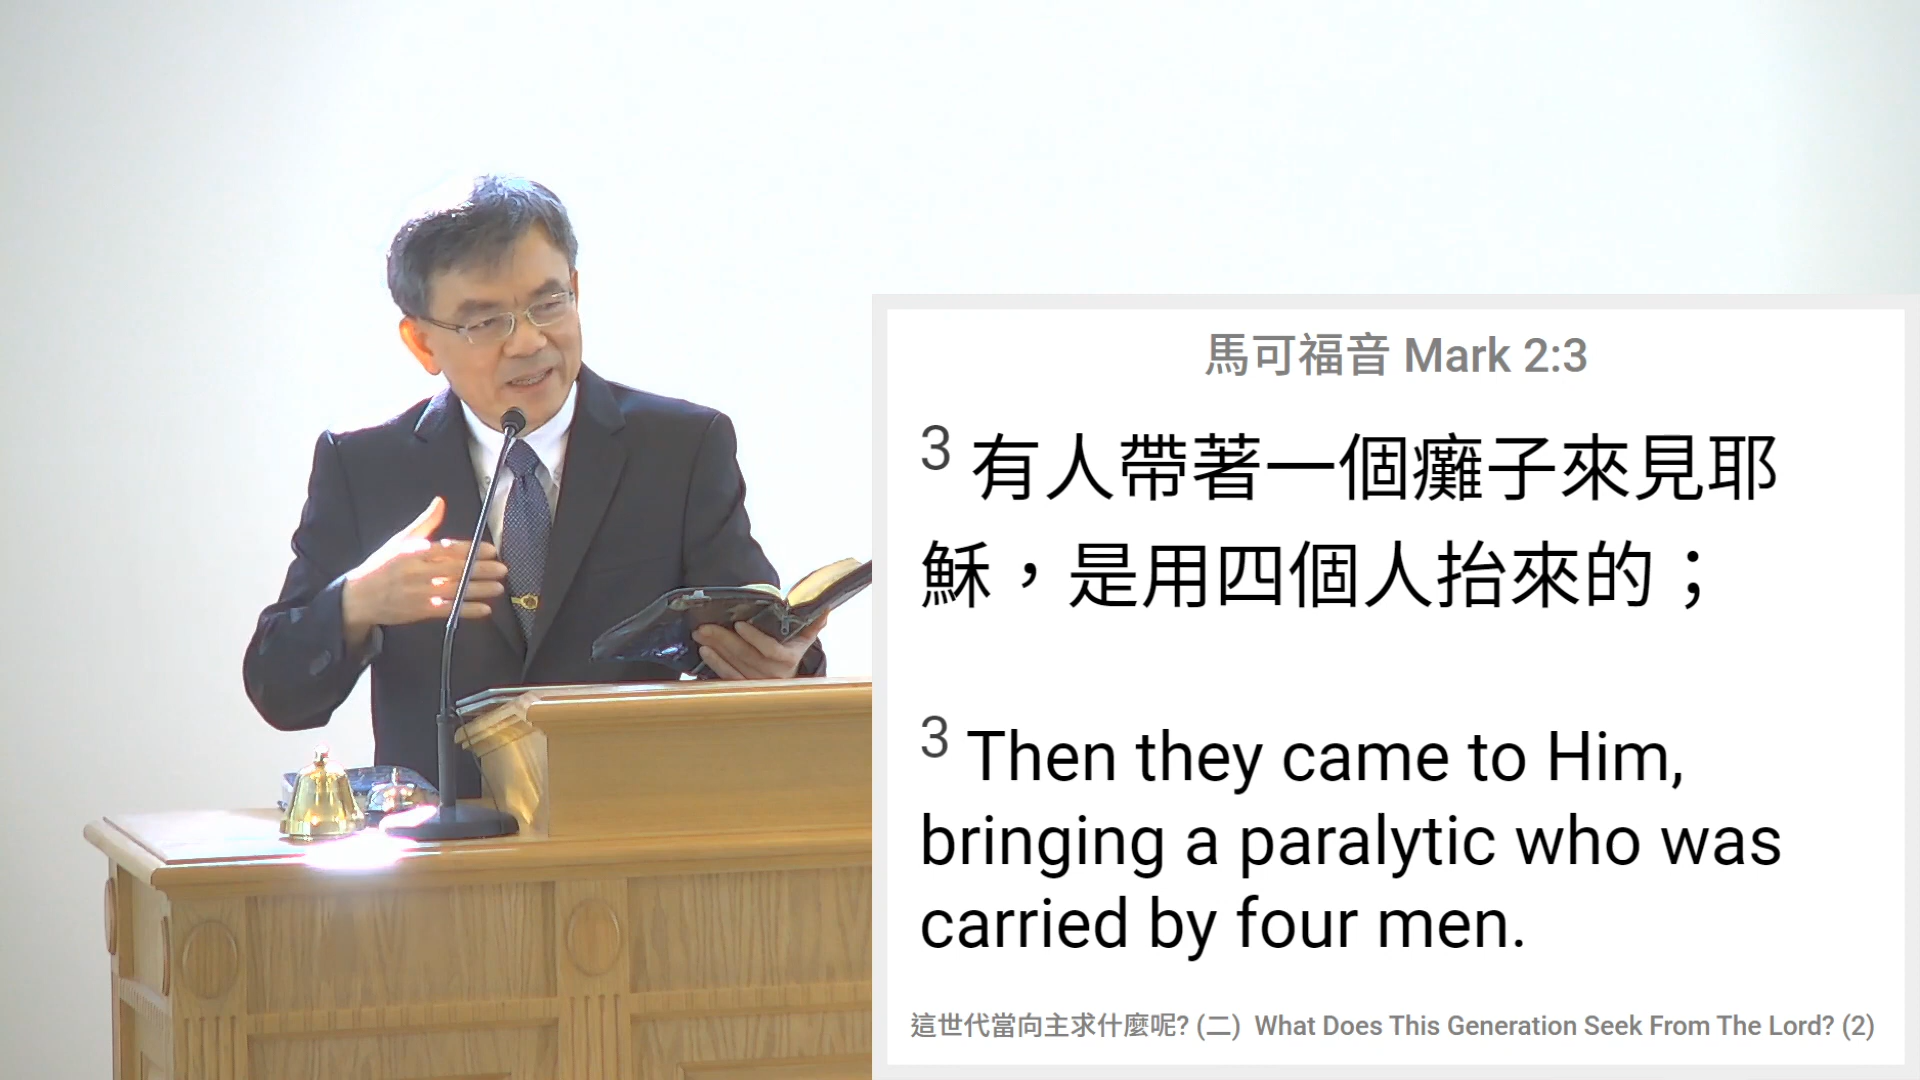 馬可福音 Mark 2:3
3 有人帶著一個癱子來見耶
穌，是用四個人抬來的；
3 Then they came to Him,
bringing a paralytic who was
carried by four men.
這世代當向主求什麼呢? (二) What Does This Generation Seek From The Lord? (2)